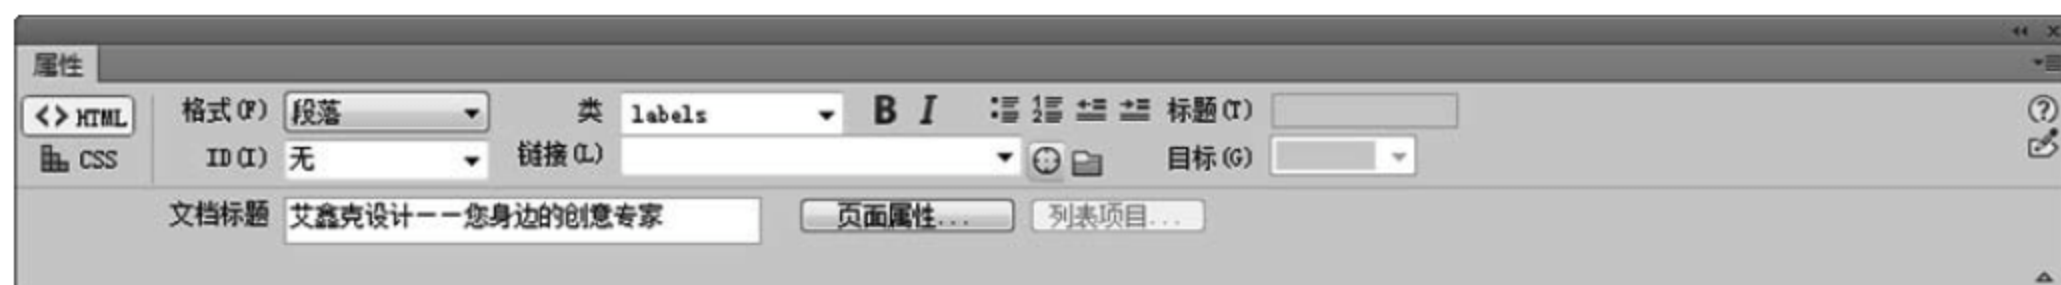 属性
<> HTML 格式(F) 段落 类 labels B I 标题(T)
CSS ID(I) 无 链接(L) 目标(G)
文档标题 艾鑫克设计——您身边的创意专家 页面属性... 列表项目...